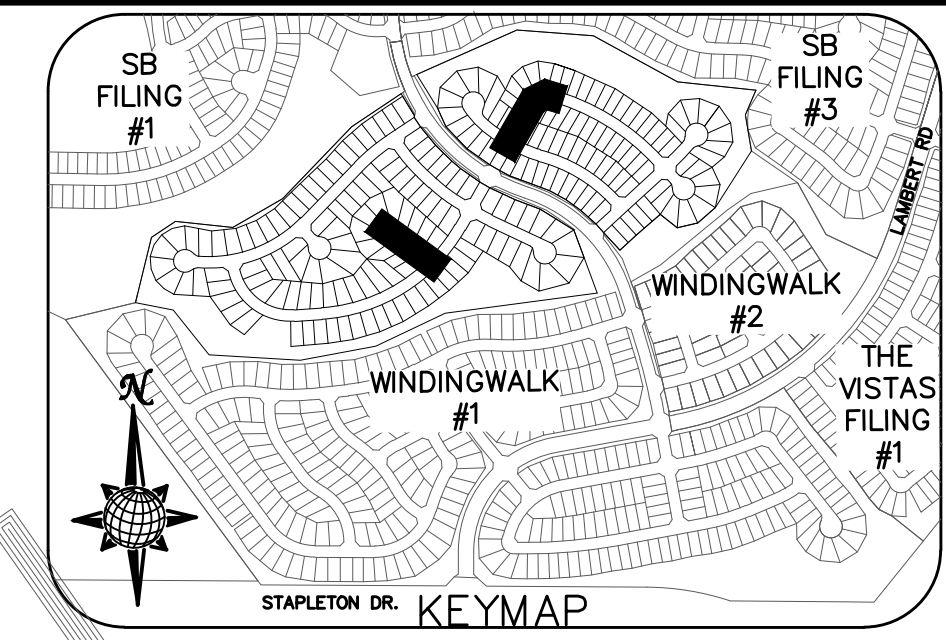 SB
FILING
#1
SB
FILING
#3
LAMBERT RD
WINDINGWALK
#2
THE
VISTAS
FILING
#1
WINDINGWALK
#1
N
STAPLETON DR.
KEYMAP